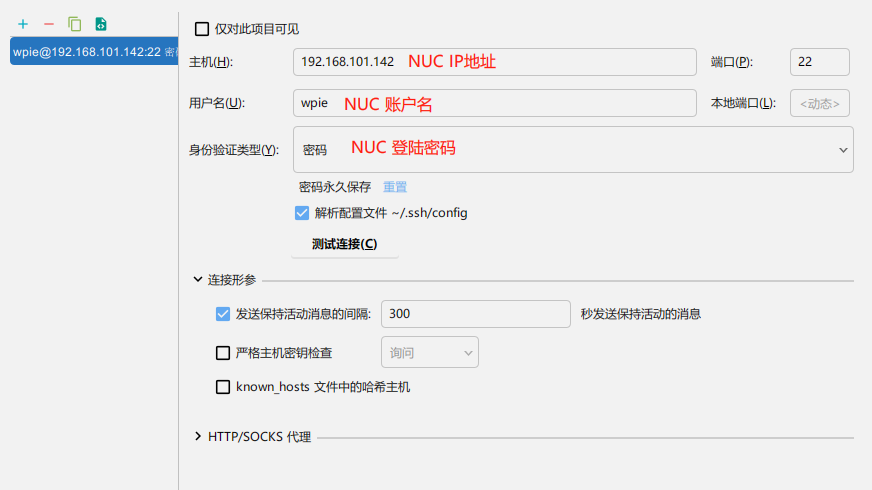 仅对此项目可见
wpie@192.168.101.142:22 密
主机(H): 192.168.101.142 NUC IP地址 端口(P): 22
用户名(U): wpie NUC 账户名 本地端口(L): <动态>
身份验证类型(Y): 密码 NUC 登陆密码
密码永久保存 重置
解析配置文件 ~/.ssh/config
测试连接(C)
连接形参
发送保持活动消息的间隔: 300 秒发送保持活动的消息
严格主机密钥检查 询问
known_hosts 文件中的哈希主机
HTTP/SOCKS 代理